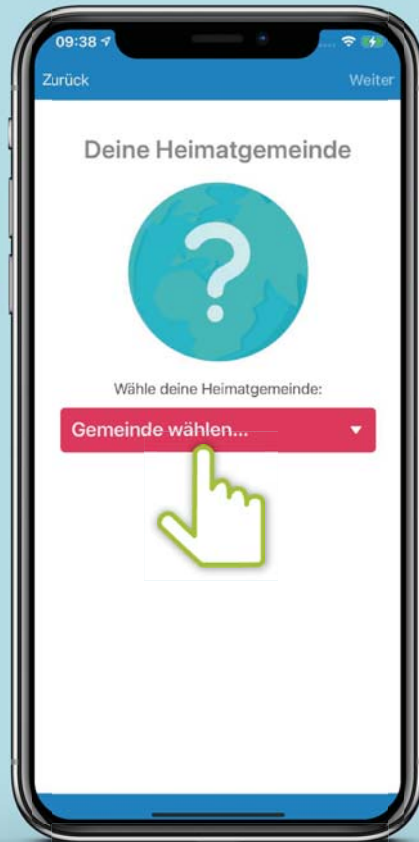 09:38
Zurück
Weiter
Deine Heimatgemeinde
?
Wähle deine Heimatgemeinde:
Gemeinde wählen...